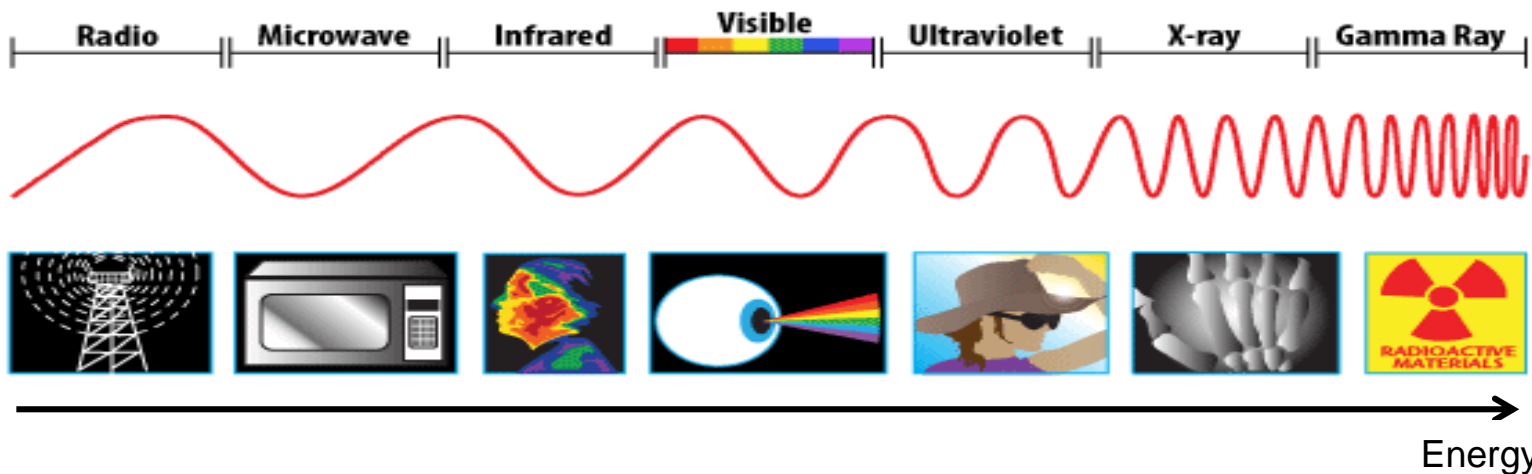 Radio Microwave Infrared Visible Ultraviolet X-ray Gamma Ray
RADIOACTIVE
MATERIALS
Energy